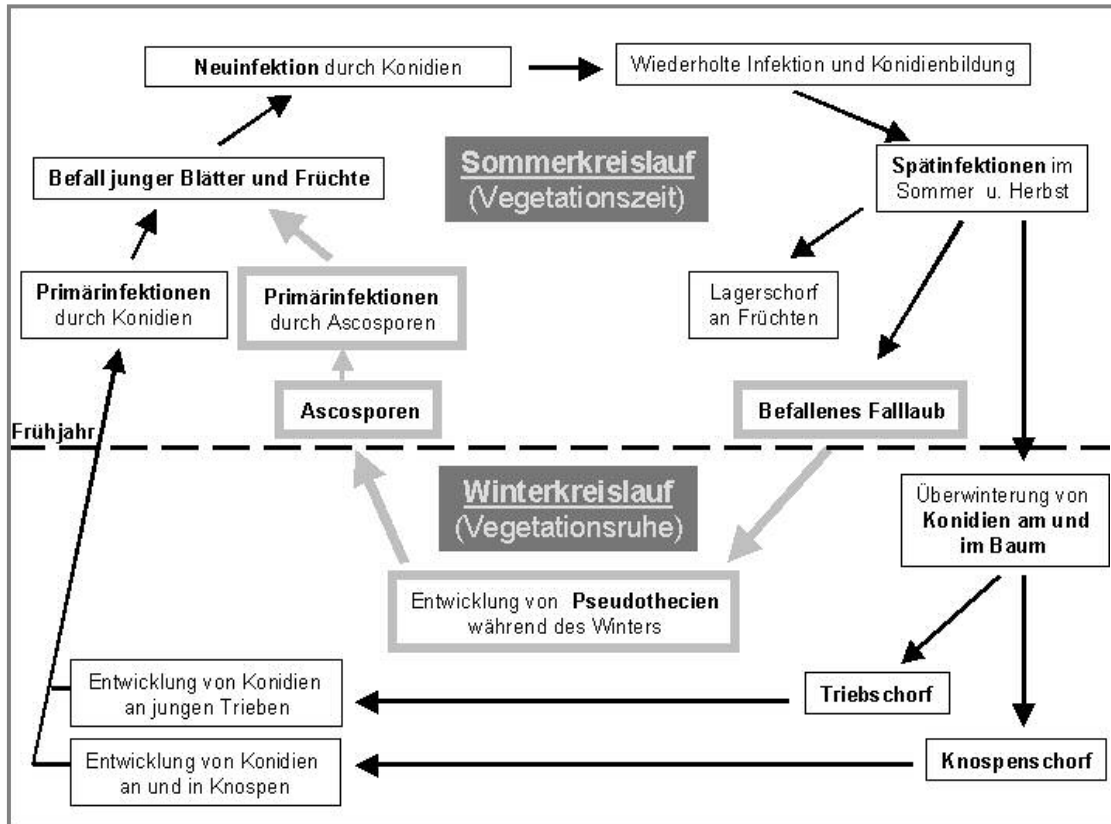 Neuinfektion durch Konidien
Wiederholte Infektion und Konidienbildung
Sommerkreislauf
(Vegetationszeit)
Befall junger Blätter und Früchte
Spätinfektionen im
Sommer u. Herbst
Primärinfektionen
durch Konidien
Primärinfektionen
durch Ascosporen
Lagerschorf
an Früchten
Ascosporen
Befallenes Falllaub
Frühjahr
Winterkreislauf
(Vegetationsruhe)
Überwinterung von
Konidien am und
im Baum
Entwicklung von Pseudothecien
während des Winters
Entwicklung von Konidien
an jungen Trieben
Triebschorf
Entwicklung von Konidien
an und in Knospen
Knospenschorf